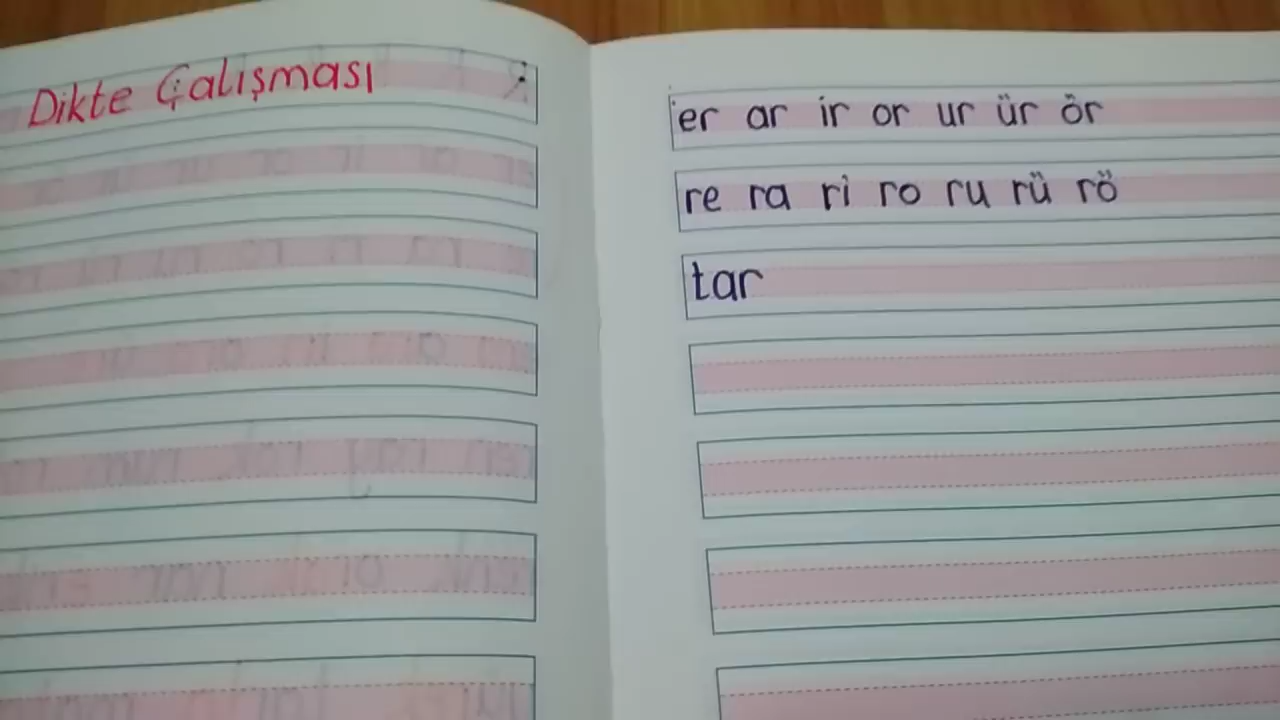 Dikte Çalışması
er ar ir or ur ür ör
re ra ri ro ru rü rö
tar